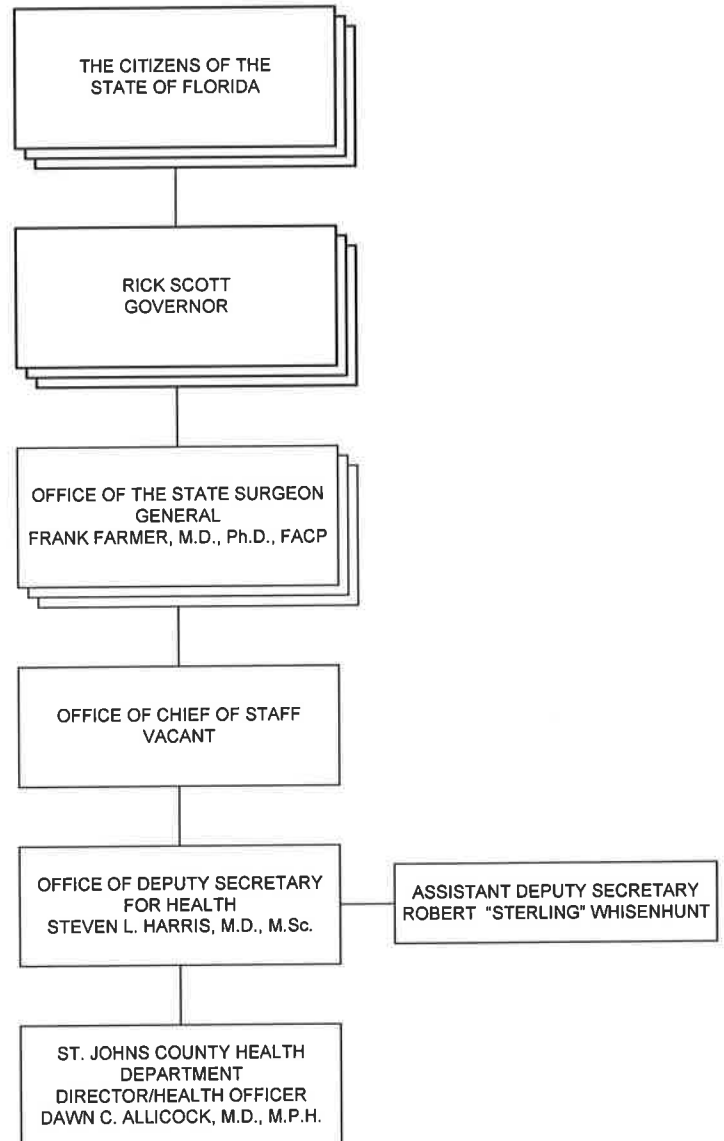 THE CITIZENS OF THE
STATE OF FLORIDA
RICK SCOTT
GOVERNOR
OFFICE OF THE STATE SURGEON
GENERAL
FRANK FARMER, M.D., Ph.D., FACP
OFFICE OF CHIEF OF STAFF
VACANT
OFFICE OF DEPUTY SECRETARY
FOR HEALTH
STEVEN L. HARRIS, M.D., M.Sc.
ASSISTANT DEPUTY SECRETARY
ROBERT "STERLING" WHISENHUNT
ST. JOHNS COUNTY HEALTH
DEPARTMENT
DIRECTOR/HEALTH OFFICER
DAWN C. ALLICOCK, M.D., M.P.H.